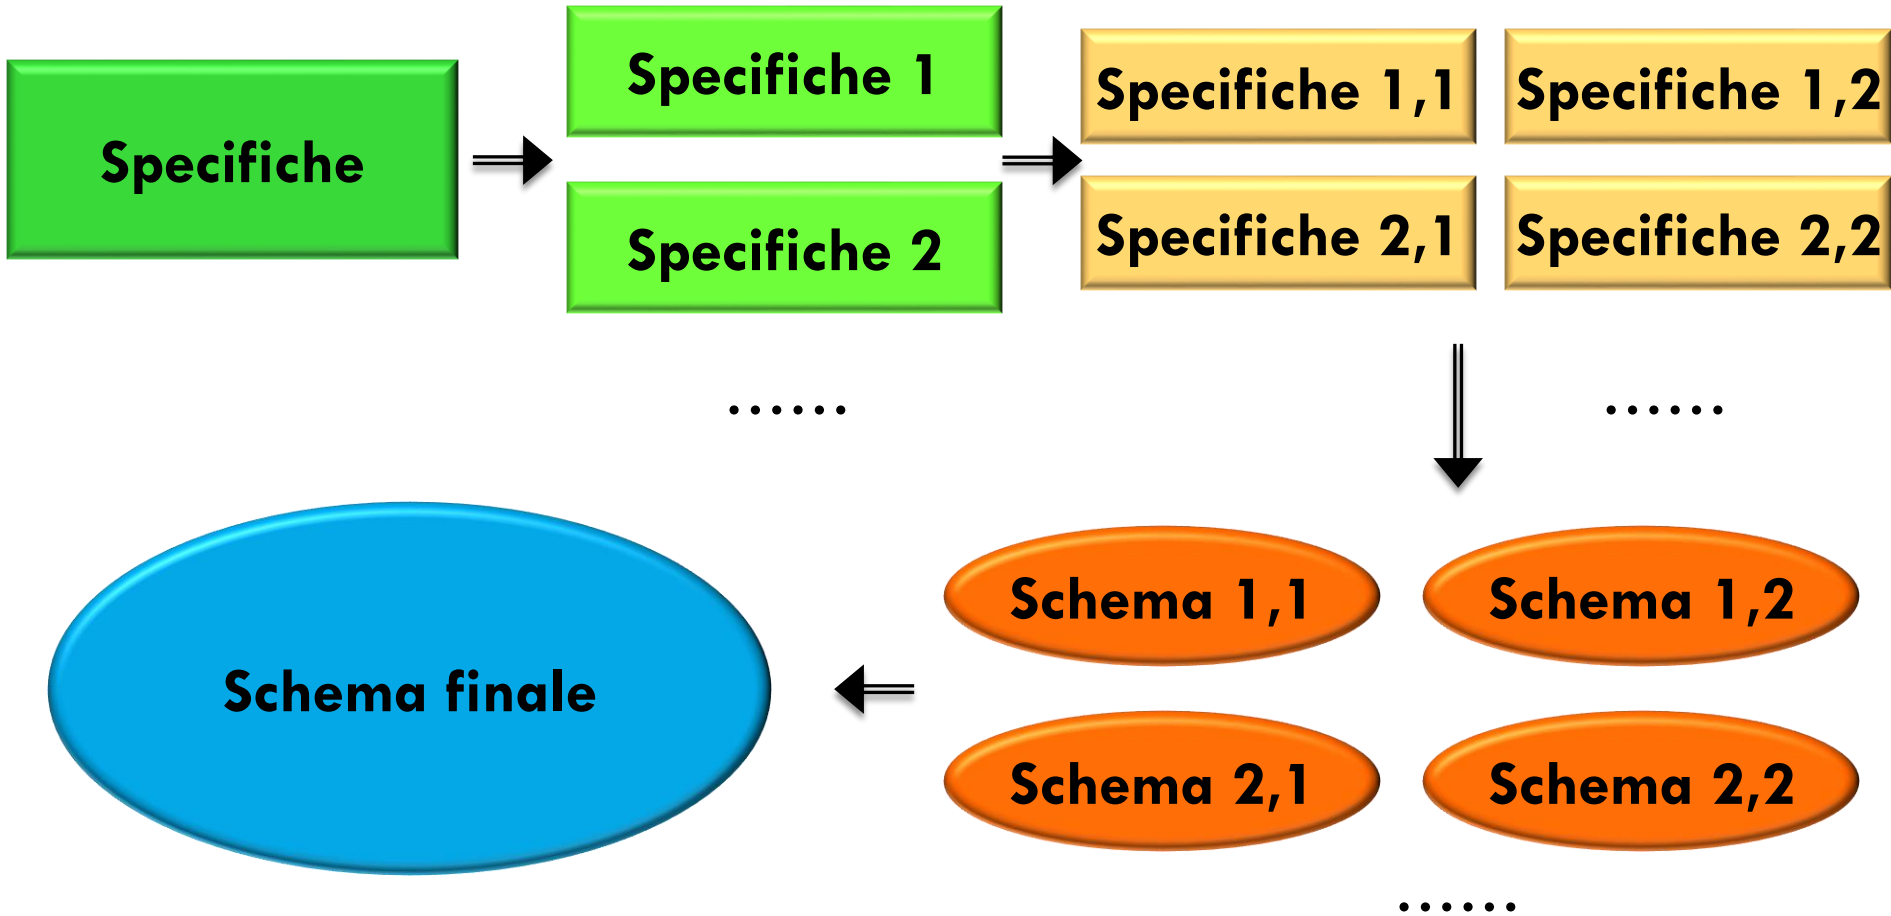 Specifiche
Specifiche 1
Specifiche 2
Specifiche 1,1
Specifiche 1,2
Specifiche 2,1
Specifiche 2,2
......
......
Schema 1,1
Schema 1,2
Schema 2,1
Schema 2,2
Schema finale
......